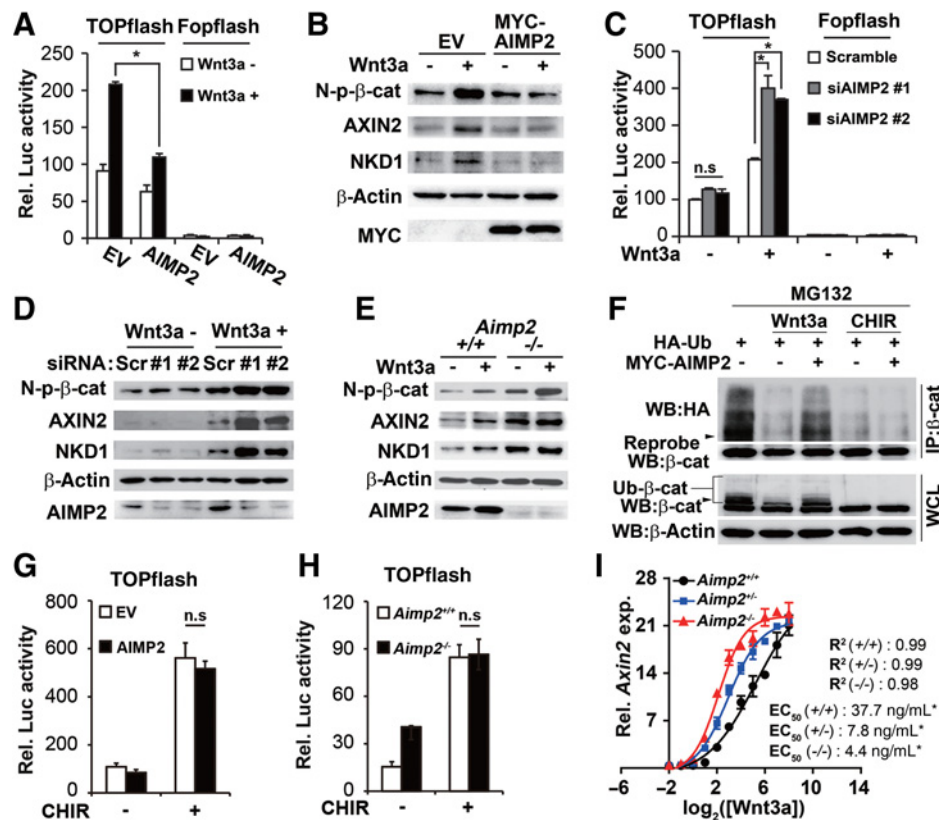 A
TOPflash Fopflash
Wnt3a -
Wnt3a +
*
Rel. Luc activity
250
200
150
100
50
0
EV AIMP2 EV AIMP2
B
EV MYC-AIMP2
Wnt3a - + - +
N-p-β-cat
AXIN2
NKD1
β-Actin
MYC
C
TOPflash Fopflash
Scramble
siAIMP2 #1
siAIMP2 #2
* *
n.s
Rel. Luc activity
500
400
300
200
100
0
Wnt3a - + - +
D
Wnt3a - Wnt3a +
siRNA: Scr #1 #2 Scr #1 #2
N-p-β-cat
AXIN2
NKD1
β-Actin
AIMP2
E
Aimp2
+/+ -/-
Wnt3a - + - +
N-p-β-cat
AXIN2
NKD1
β-Actin
AIMP2
F
MG132
Wnt3a CHIR
HA-Ub + + + + +
MYC-AIMP2 + +
WB:HA
Reprobe
WB:β-cat
IP:β-cat
Ub-β-cat
WB:β-cat
WB:β-Actin
WCL
G
TOPflash
EV
AIMP2
n.s
Rel. Luc activity
800
600
400
200
0
CHIR - +
H
TOPflash
Aimp2+/+
Aimp2-/-
n.s
Rel. Luc activity
120
90
60
30
0
CHIR - +
I
Aimp2+/+
Aimp2+/-
Aimp2-/-
Rel. Axin2 exp.
28
21
14
7
R² (+/+) : 0.99
R² (+/-) : 0.99
R² (-/-) : 0.98
EC50 (+/+) : 37.7 ng/mL*
EC50 (+/-) : 7.8 ng/mL*
EC50 (-/-) : 4.4 ng/mL*
-6 -2 2 6 10 14
log2([Wnt3a])